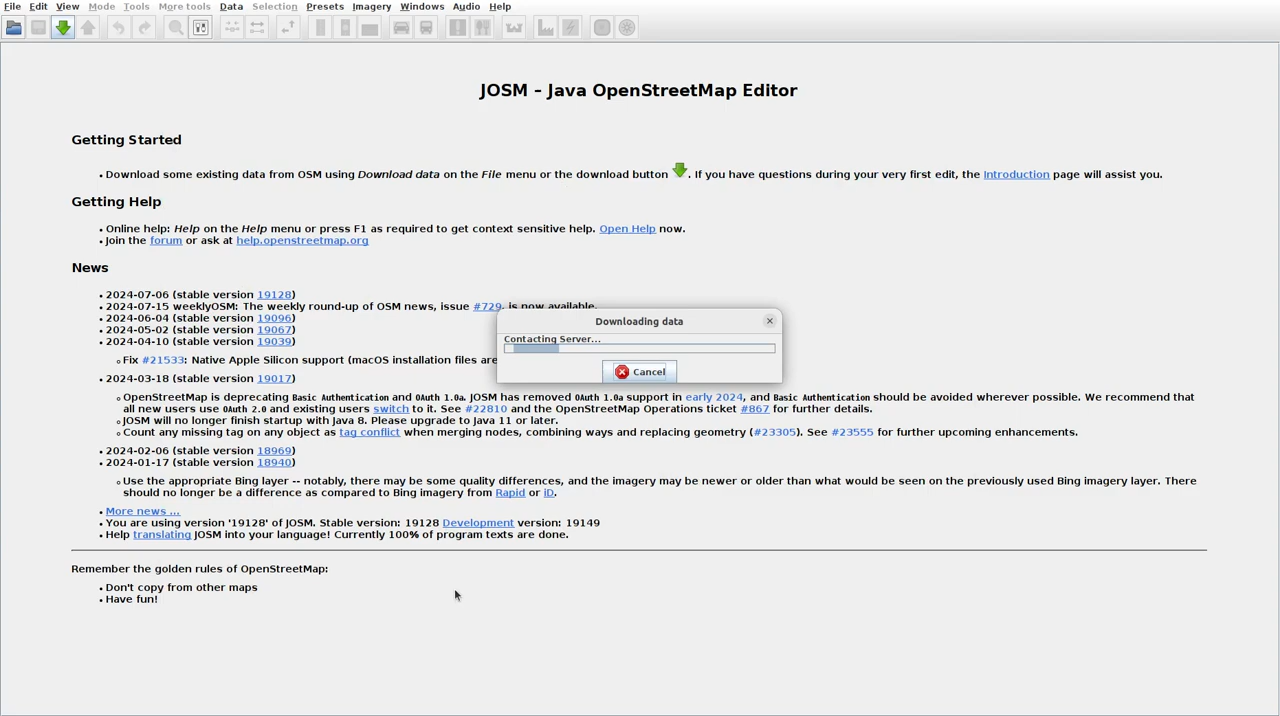 File Edit View Mode Tools More tools Data Selection Presets Imagery Windows Audio Help
JOSM – Java OpenStreetMap Editor
Getting Started
Download some existing data from OSM using Download data on the File menu or the download button . If you have questions during your very first edit, the Introduction page will assist you.
Getting Help
Online help: Help on the Help menu or press F1 as required to get context sensitive help. Open Help now.
Join the forum or ask at help.openstreetmap.org
News
2024-07-06 (stable version 19128)
2024-07-15 weeklyOSM: The weekly round-up of OSM news, issue #729, is now available.
2024-06-04 (stable version 19096)
2024-05-02 (stable version 19067)
2024-04-10 (stable version 19039)
Fix #21533: Native Apple Silicon support (macOS installation files are
Downloading data
Contacting Server...
Cancel
2024-03-18 (stable version 19017)
OpenStreetMap is deprecating Basic Authentication and OAuth 1.0a. JOSM has removed OAuth 1.0a support in early 2024, and Basic Authentication should be avoided wherever possible. We recommend that
all new users use OAuth 2.0 and existing users switch to it. See #22810 and the OpenStreetMap Operations ticket #867 for further details.
JOSM will no longer finish startup with Java 8. Please upgrade to Java 11 or later.
Count any missing tag on any object as tag conflict when merging nodes, combining ways and replacing geometry (#23305). See #23555 for further upcoming enhancements.
2024-02-06 (stable version 18969)
2024-01-17 (stable version 18940)
Use the appropriate Bing layer -- notably, there may be some quality differences, and the imagery may be newer or older than what would be seen on the previously used Bing imagery layer. There
should no longer be a difference as compared to Bing imagery from Rapid or iD.
More news ...
You are using version '19128' of JOSM. Stable version: 19128 Development version: 19149
Help translating JOSM into your language! Currently 100% of program texts are done.
Remember the golden rules of OpenStreetMap:
Don't copy from other maps
Have fun!